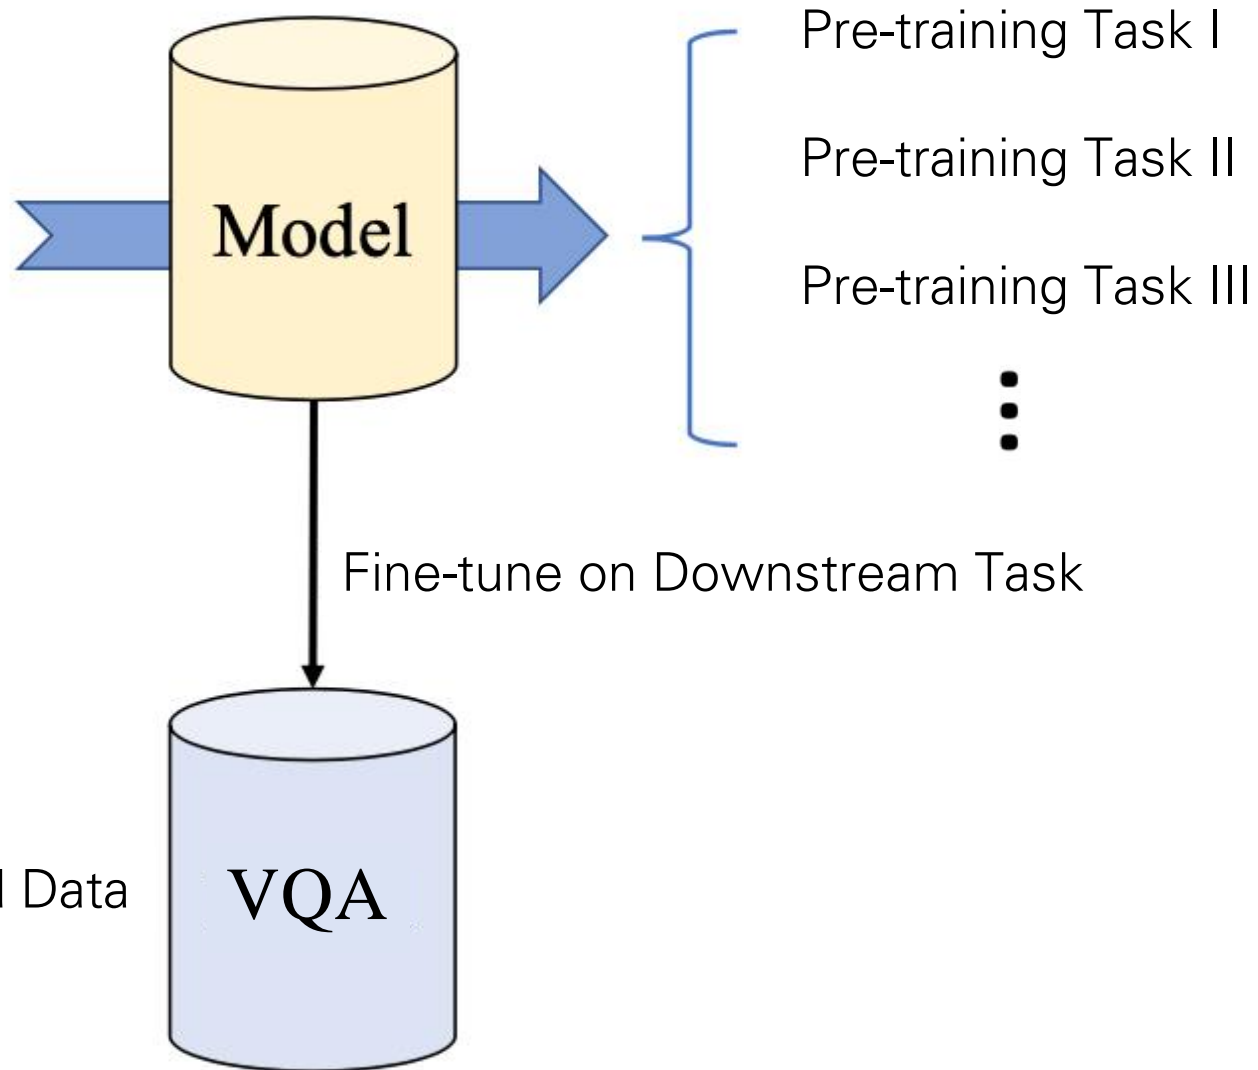 Pre-training Task I
Pre-training Task II
Model
Pre-training Task III
Fine-tune on Downstream Task
Data
VQA